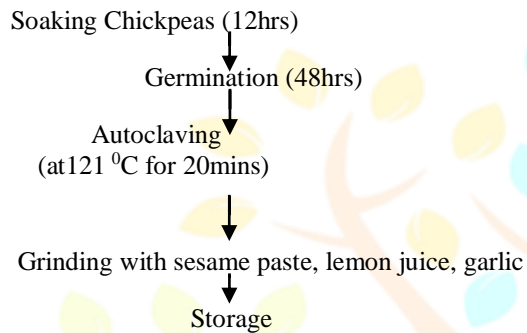 Soaking Chickpeas (12hrs)
Germination (48hrs)
Autoclaving
(at121 ⁰C for 20mins)
Grinding with sesame paste, lemon juice, garlic
Storage